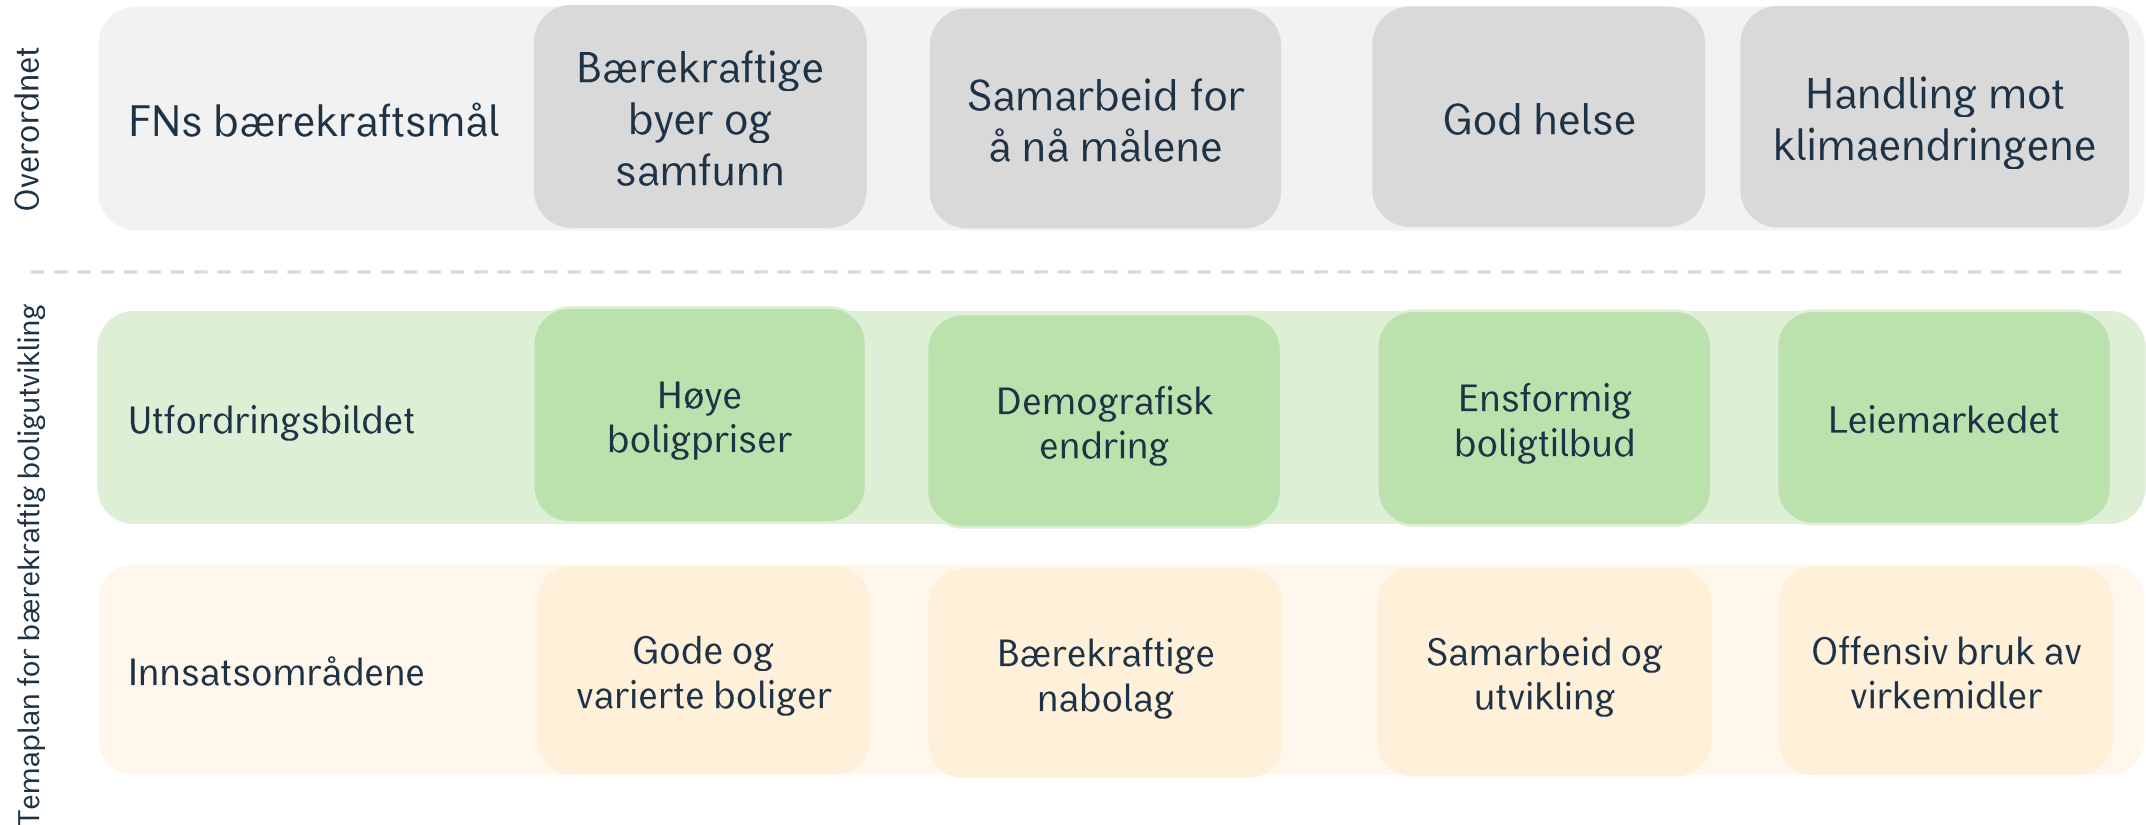 Overordnet
FNs bærekraftsmål
Bærekraftige
byer og
samfunn
Samarbeid for
å nå målene
God helse
Handling mot
klimaendringene
Temaplan for bærekraftig boligutvikling
Utfordringsbildet
Høye
boligpriser
Demografisk
endring
Ensformig
boligtilbud
Leiemarkedet
Innsatsområdene
Gode og
varierte boliger
Bærekraftige
nabolag
Samarbeid og
utvikling
Offensiv bruk av
virkemidler